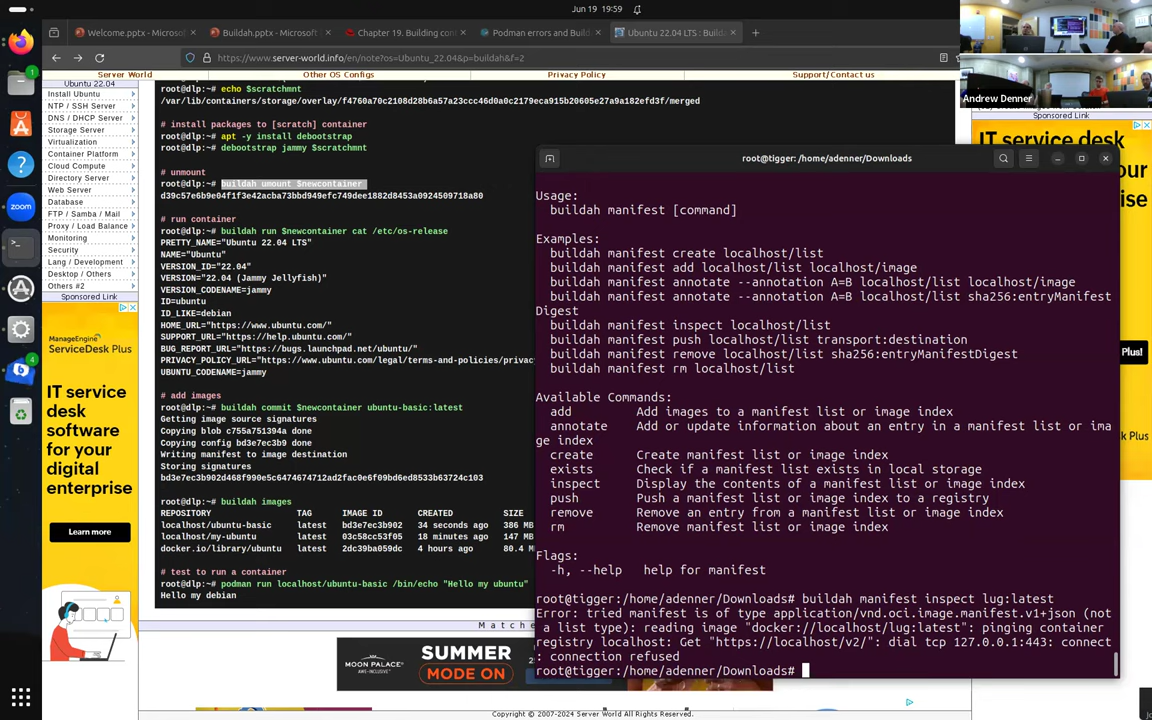 Jun 19 19:59
Welcome.pptx - Microsoft
Buildah.pptx - Microsoft
Chapter 19. Building con
Podman errors and Build
Ubuntu 22.04 LTS : Build
https://www.server-world.info/en/note?os=Ubuntu_22.04&p=buildah&f=2
Server World
Other OS Configs
Privacy Policy
Support/Contact us
Andrew Denner
Ubuntu 22.04
Install Ubuntu
NTP / SSH Server
DNS / DHCP Server
Storage Server
Virtualization
Container Platform
Cloud Compute
Directory Server
Web Server
Database
FTP / Samba / Mail
Proxy / Load Balance
Monitoring
Security
Lang / Development
Desktop / Others
Others #2
Sponsored Link
ManageEngine
ServiceDesk Plus
IT service
desk
software
for your
digital
enterprise
Learn more
root@dlp:~# echo $scratchmnt
/var/lib/containers/storage/overlay/f4760a70c2108d28b6a57a23ccc46d0a0c2179eca915b20605e27a9a182efd3f/merged
# install packages to [scratch] container
root@dlp:~# apt -y install debootstrap
root@dlp:~# debootstrap jammy $scratchmnt
# unmount
root@dlp:~# buildah umount $newcontainer
d39c57e6b9e04f1f3e42acba73bbd949efc749dee1882d8453a0924509718a80
# run container
root@dlp:~# buildah run $newcontainer cat /etc/os-release
PRETTY_NAME="Ubuntu 22.04 LTS"
NAME="Ubuntu"
VERSION_ID="22.04"
VERSION="22.04 (Jammy Jellyfish)"
VERSION_CODENAME=jammy
ID=ubuntu
ID_LIKE=debian
HOME_URL="https://www.ubuntu.com/"
SUPPORT_URL="https://help.ubuntu.com/"
BUG_REPORT_URL="https://bugs.launchpad.net/ubuntu/"
PRIVACY_POLICY_URL="https://www.ubuntu.com/legal/terms-and-policies/privac
UBUNTU_CODENAME=jammy
# add images
root@dlp:~# buildah commit $newcontainer ubuntu-basic:latest
Getting image source signatures
Copying blob c755a751394a done
Copying config bd3e7ec3b9 done
Writing manifest to image destination
Storing signatures
bd3e7ec3b902d468f990e5c6474674712ad2fac0e6f09bd6ed8533b63724c103
root@dlp:~# buildah images
REPOSITORY TAG IMAGE ID CREATED SIZE
localhost/ubuntu-basic latest bd3e7ec3b902 34 seconds ago 386 MB
localhost/my-ubuntu latest cc3537ec53f05 18 minutes ago 147 MB
docker.io/library/ubuntu latest 2dc39ba059dc 4 hours ago 80.4 M
# test to run a container
root@dlp:~# podman run localhost/ubuntu-basic /bin/echo "Hello my ubuntu"
Hello my debian
Matche
MOON PALACE
SUMMER
MODE ON
Copyright © 2007-2024 Server World All Rights Reserved.
root@tigger: /home/adenner/Downloads
Usage:
buildah manifest [command]
Examples:
buildah manifest create localhost/list
buildah manifest add localhost/list localhost/image
buildah manifest annotate --annotation A=B localhost/list localhost/image
buildah manifest annotate --annotation A=B localhost/list sha256:entryManifest
Digest
buildah manifest inspect localhost/list
buildah manifest push localhost/list transport:destination
buildah manifest remove localhost/list sha256:entryManifestDigest
buildah manifest rm localhost/list
Available Commands:
add Add images to a manifest list or image index
annotate Add or update information about an entry in a manifest list or ima
ge index
create Create manifest list or image index
exists Check if a manifest list exists in local storage
inspect Display the contents of a manifest list or image index
push Push a manifest list or image index to a registry
remove Remove an entry from a manifest list or image index
rm Remove manifest list or image index
Flags:
-h, --help help for manifest
root@tigger:/home/adenner/Downloads# buildah manifest inspect lug:latest
Error: tried manifest is of type application/vnd.oci.image.manifest.v1+json (not
a list type): reading image "docker://localhost/lug:latest": pinging container
registry localhost: Get "https://localhost/v2/": dial tcp 127.0.0.1:443: connect
: connection refused
root@tigger:/home/adenner/Downloads#
Sponsored Link
Plus!